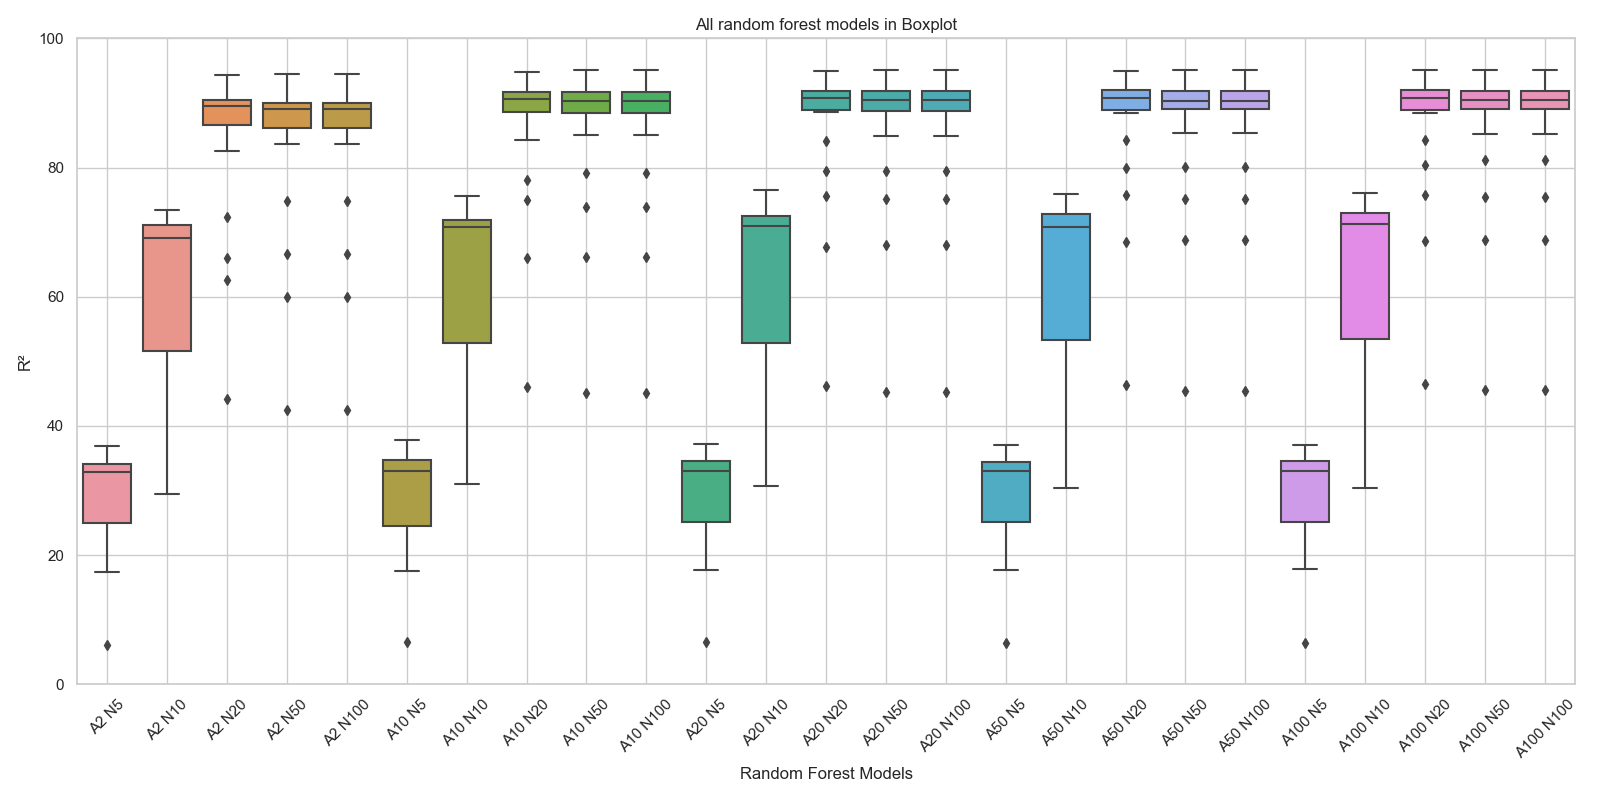 All random forest models in Boxplot
100
80
60
40
20
0
R²
A2 N5
A2 N10
A2 N20
A2 N50
A2 N100
A10 N5
A10 N10
A10 N20
A10 N50
A10 N100
A20 N5
A20 N10
A20 N20
A20 N50
A20 N100
A50 N5
A50 N10
A50 N20
A50 N50
A50 N100
A100 N5
A100 N10
A100 N20
A100 N50
A100 N100
Random Forest Models